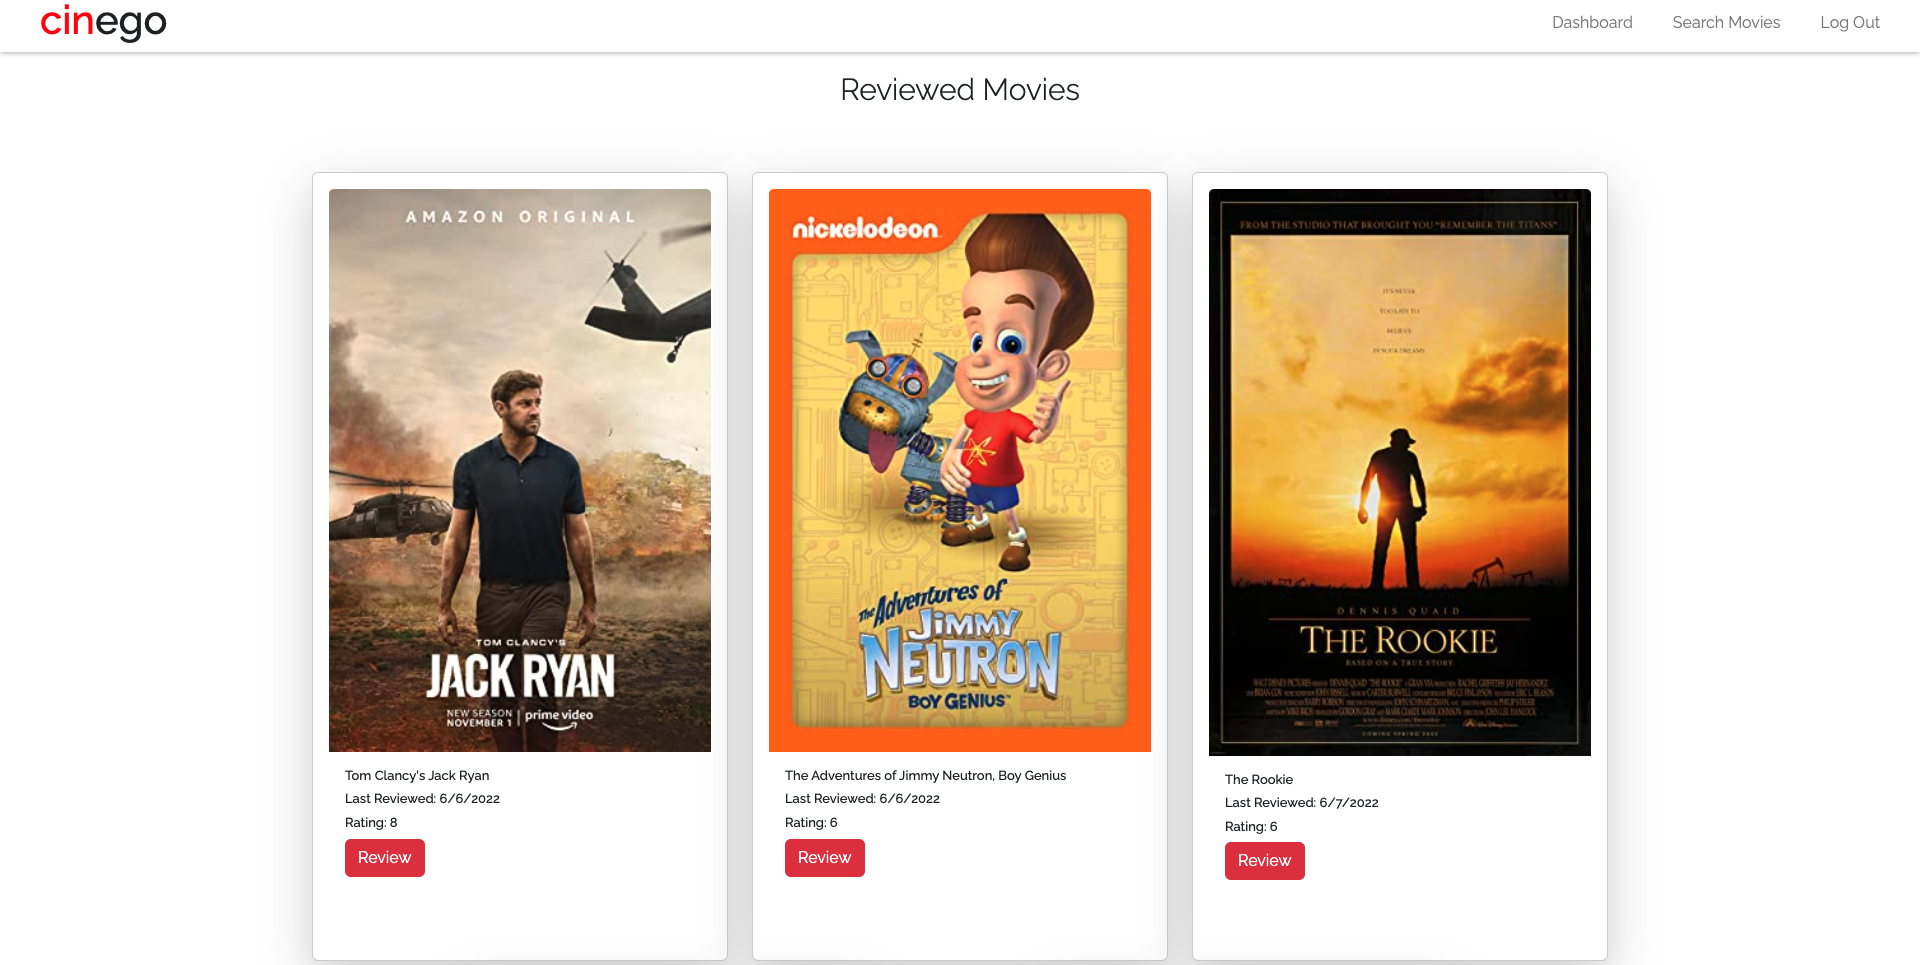 cinego
Dashboard
Search Movies
Log Out
Reviewed Movies
AMAZON ORIGINAL
TOM CLANCY'S
JACK RYAN
NEW SEASON
NOVEMBER 1
prime video
Tom Clancy's Jack Ryan
Last Reviewed: 6/6/2022
Rating: 8
Review
nickelodeon
The Adventures of
JIMMY
NEUTRON
BOY GENIUS™
The Adventures of Jimmy Neutron, Boy Genius
Last Reviewed: 6/6/2022
Rating: 6
Review
FROM THE STUDIO THAT BROUGHT YOU "REMEMBER THE TITANS"
IT'S NEVER
TOO LATE TO
BELIEVE
IN YOUR DREAMS
DENNIS QUAID
THE ROOKIE
BASED ON A TRUE STORY.
COMING SPRING 2002
The Rookie
Last Reviewed: 6/7/2022
Rating: 6
Review